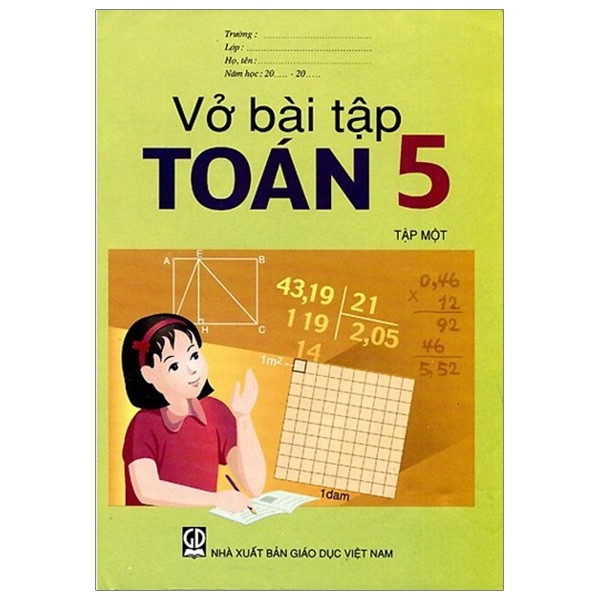 Trường : ............................
Lớp: ................................
Họ, tên: ............................
Năm học: 20..... - 20.....
Vở bài tập
TOÁN 5
TẬP MỘT
A E B
H C
43,19 21
119 2,05
14
0,46
× 12
92
46
5,52
1m²
1dam
GD
NHÀ XUẤT BẢN GIÁO DỤC VIỆT NAM